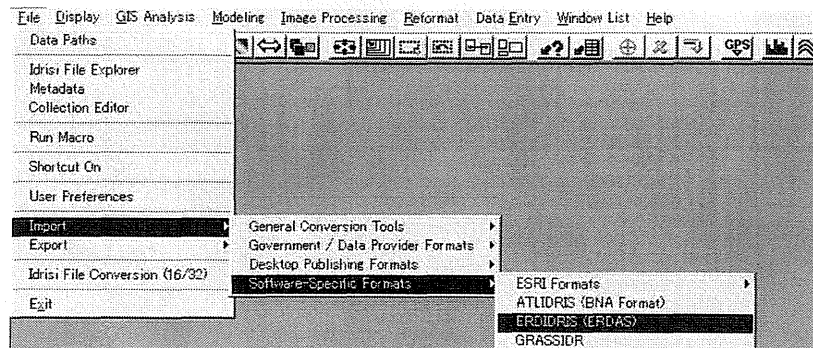 File Display GIS Analysis Modeling Image Processing Reformat Data Entry Window List Help
Data Paths
GPS
Idrisi File Explorer
Metadata
Collection Editor
Run Macro
Shortcut On
User Preferences
Import
Export
Idrisi File Conversion (16/32)
Exit
General Conversion Tools
Government / Data Provider Formats
Desktop Publishing Formats
Software-Specific Formats
ESRI Formats
ATLIDRIS (BNA Format)
ERDIDRIS (ERDAS)
GRASSIDR